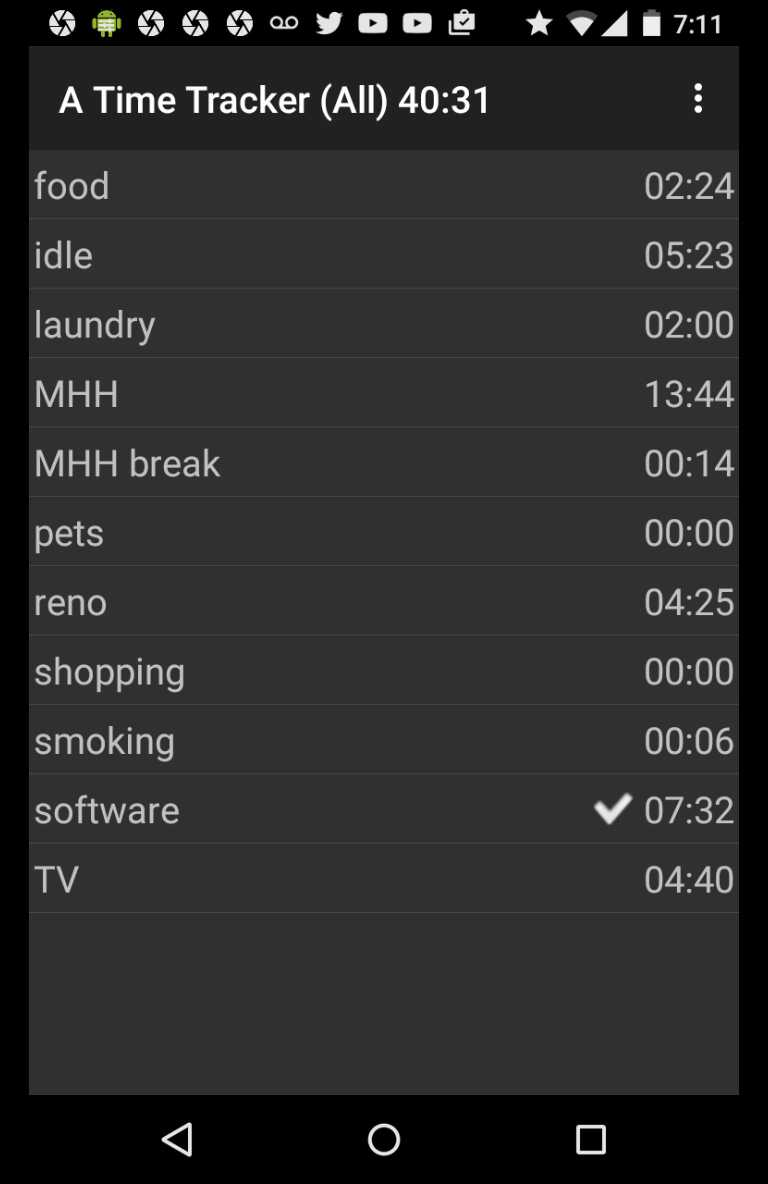 7:11
A Time Tracker (All) 40:31
food 02:24
idle 05:23
laundry 02:00
MHH 13:44
MHH break 00:14
pets 00:00
reno 04:25
shopping 00:00
smoking 00:06
software 07:32
TV 04:40